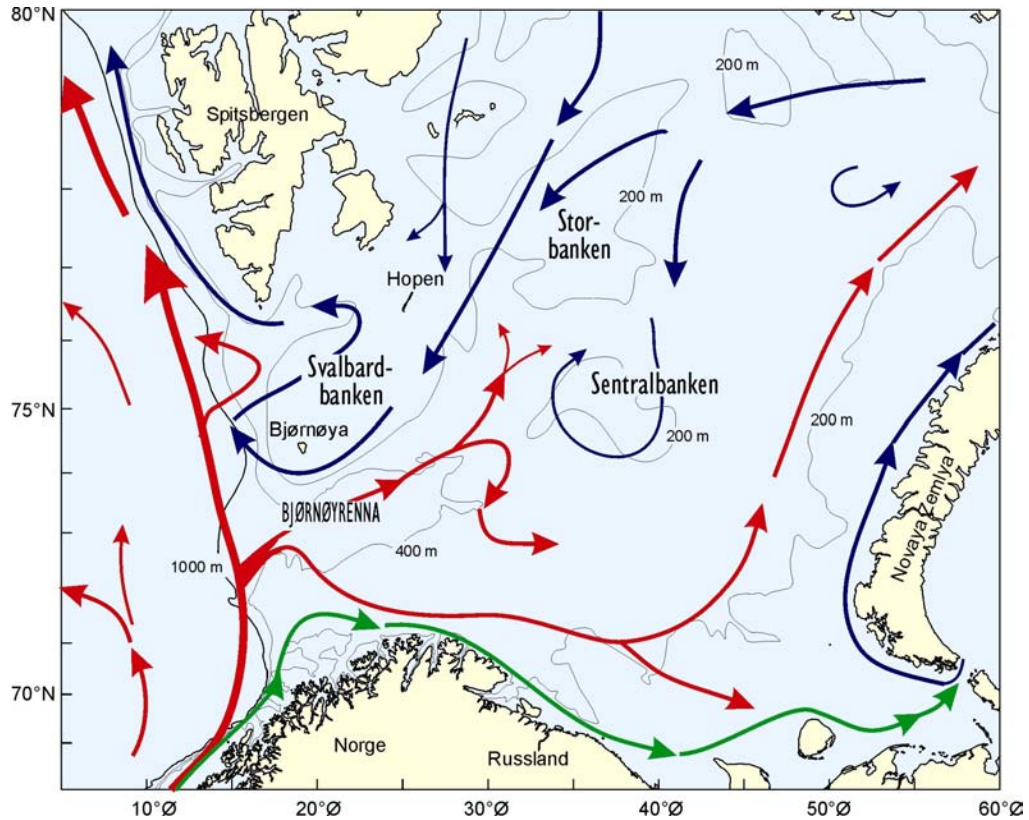 80°N
200 m
Spitsbergen
200 m
Stor-
banken
Hopen
Svalbard-
banken
Sentralbanken
75°N
Bjørnøya
200 m
200 m
BJØRNØYRENNA
400 m
1000 m
Novaya Zemlya
70°N
Norge
Russland
10°Ø
20°Ø
30°Ø
40°Ø
50°Ø
60°Ø